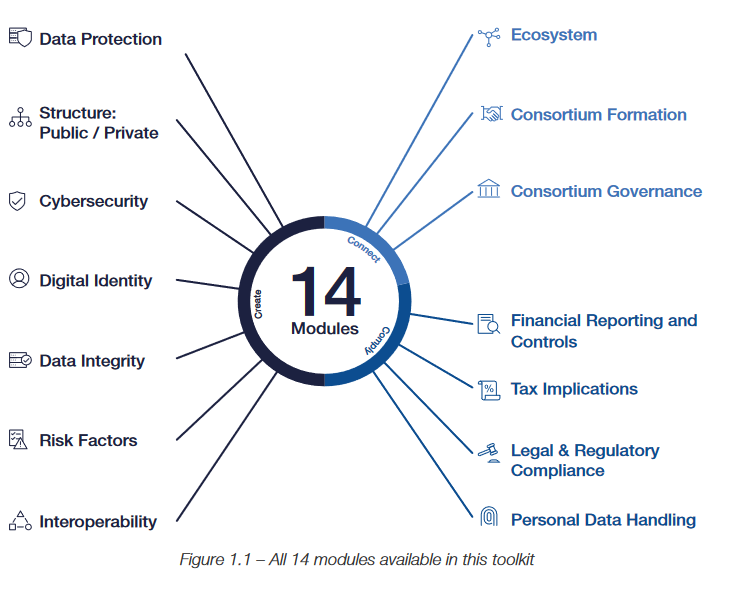 Data Protection
Structure:
Public / Private
Cybersecurity
Digital Identity
Data Integrity
Risk Factors
Interoperability
Create
14
Modules
Connect
Comply
Ecosystem
Consortium Formation
Consortium Governance
Financial Reporting and
Controls
%
Tax Implications
Legal & Regulatory
Compliance
Personal Data Handling
Figure 1.1 – All 14 modules available in this toolkit